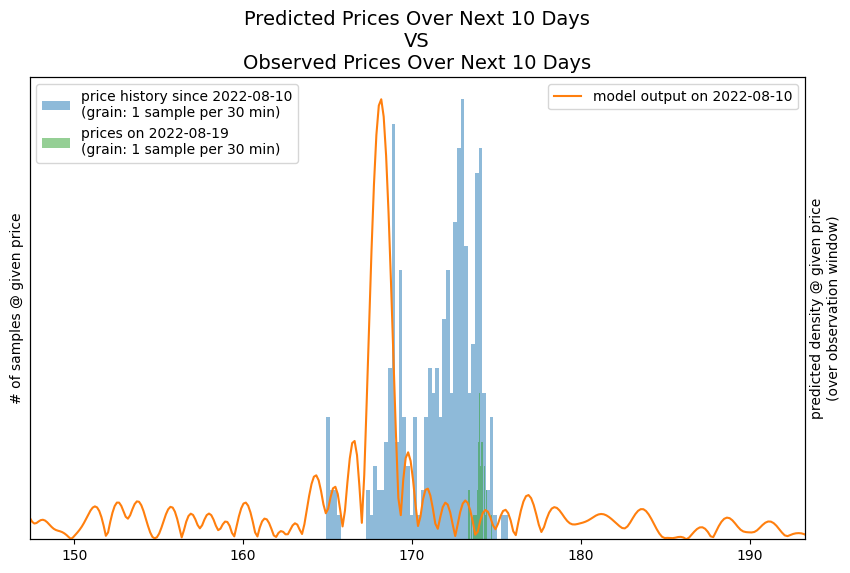 Predicted Prices Over Next 10 Days
VS
Observed Prices Over Next 10 Days
price history since 2022-08-10
(grain: 1 sample per 30 min)
prices on 2022-08-19
(grain: 1 sample per 30 min)
model output on 2022-08-10
# of samples @ given price
predicted density @ given price
(over observation window)
150
160
170
180
190